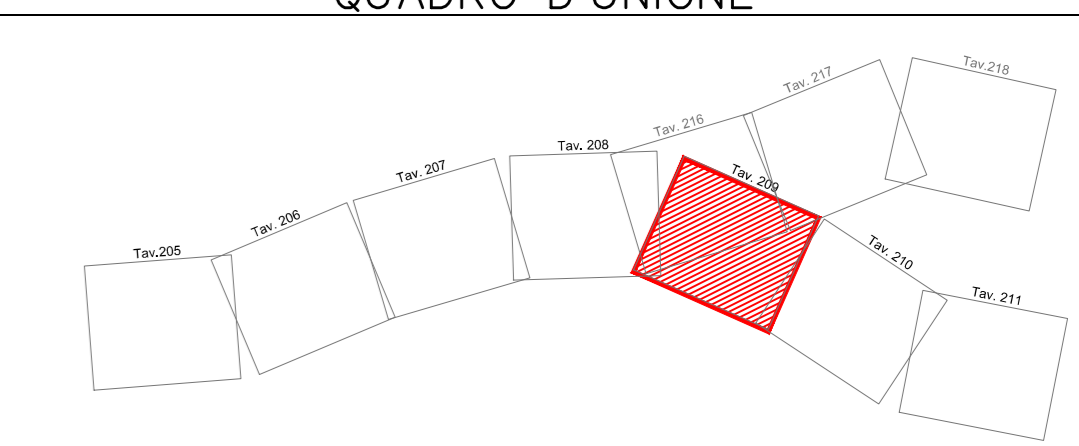 QUADRO D'UNIONE
Tav.218
Tav. 217
Tav. 216
Tav. 208
Tav. 207
Tav. 209
Tav. 206
Tav.205
Tav. 210
Tav. 211